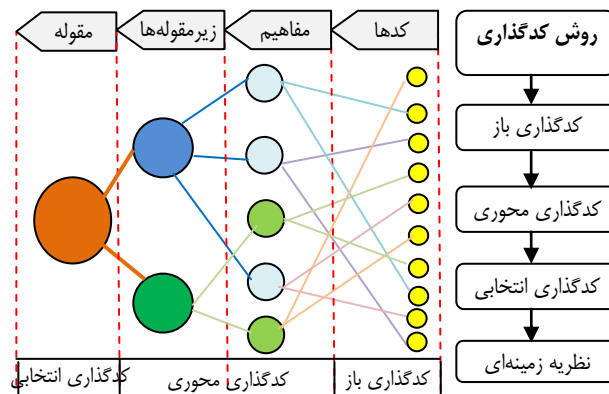 کدها
مفاهیم
زیرمقوله‌ها
مقوله
کدگذاری باز
کدگذاری محوری
کدگذاری انتخابی
روش کدگذاری
کدگذاری باز
کدگذاری محوری
کدگذاری انتخابی
نظریه زمینه‌ای